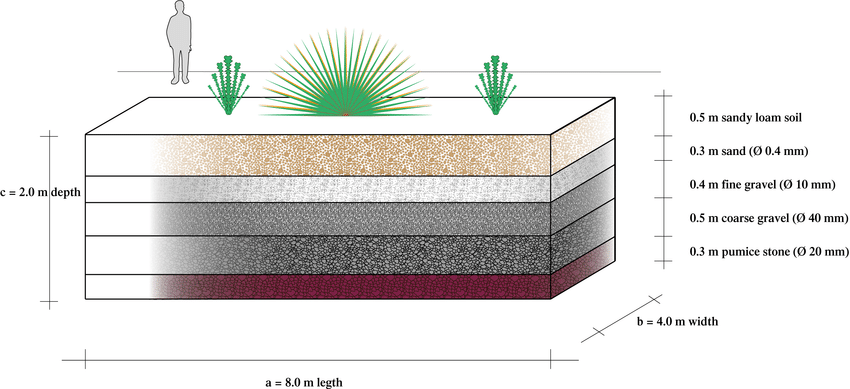 0.5 m sandy loam soil
0.3 m sand (Ø 0.4 mm)
c = 2.0 m depth
0.4 m fine gravel (Ø 10 mm)
0.5 m coarse gravel (Ø 40 mm)
0.3 m pumice stone (Ø 20 mm)
b = 4.0 m width
a = 8.0 m legth